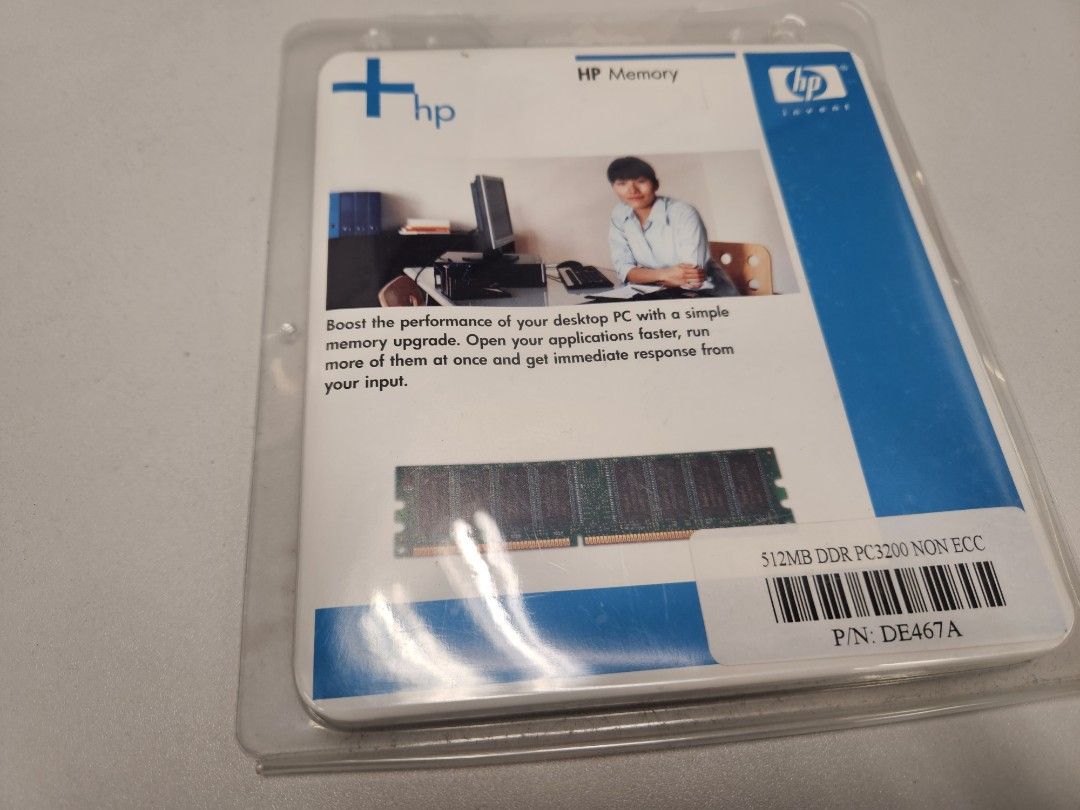 hp
HP Memory
hp
invent
Boost the performance of your desktop PC with a simple
memory upgrade. Open your applications faster, run
more of them at once and get immediate response from
your input.
512MB DDR PC3200 NON ECC
P/N: DE467A